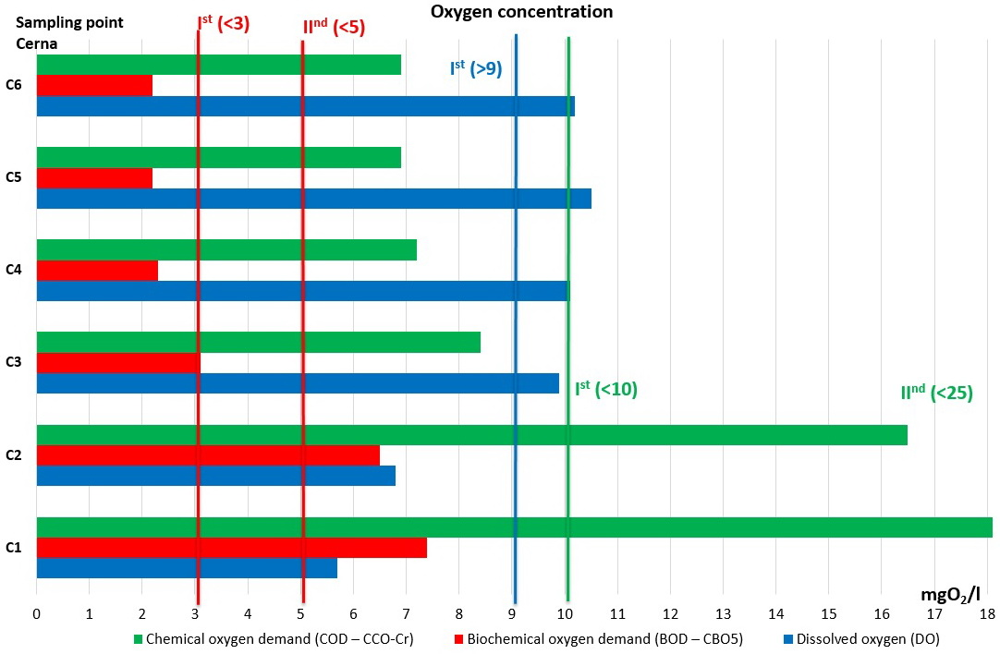 Oxygen concentration
Sampling point
Cerna
Iˢᵗ (<3)
IIⁿᵈ (<5)
Iˢᵗ (>9)
C6
C5
C4
C3
Iˢᵗ (<10)
IIⁿᵈ (<25)
C2
C1
mgO₂/l
0 1 2 3 4 5 6 7 8 9 10 11 12 13 14 15 16 17 18
Chemical oxygen demand (COD – CCO-Cr) Biochemical oxygen demand (BOD – CBO5) Dissolved oxygen (DO)